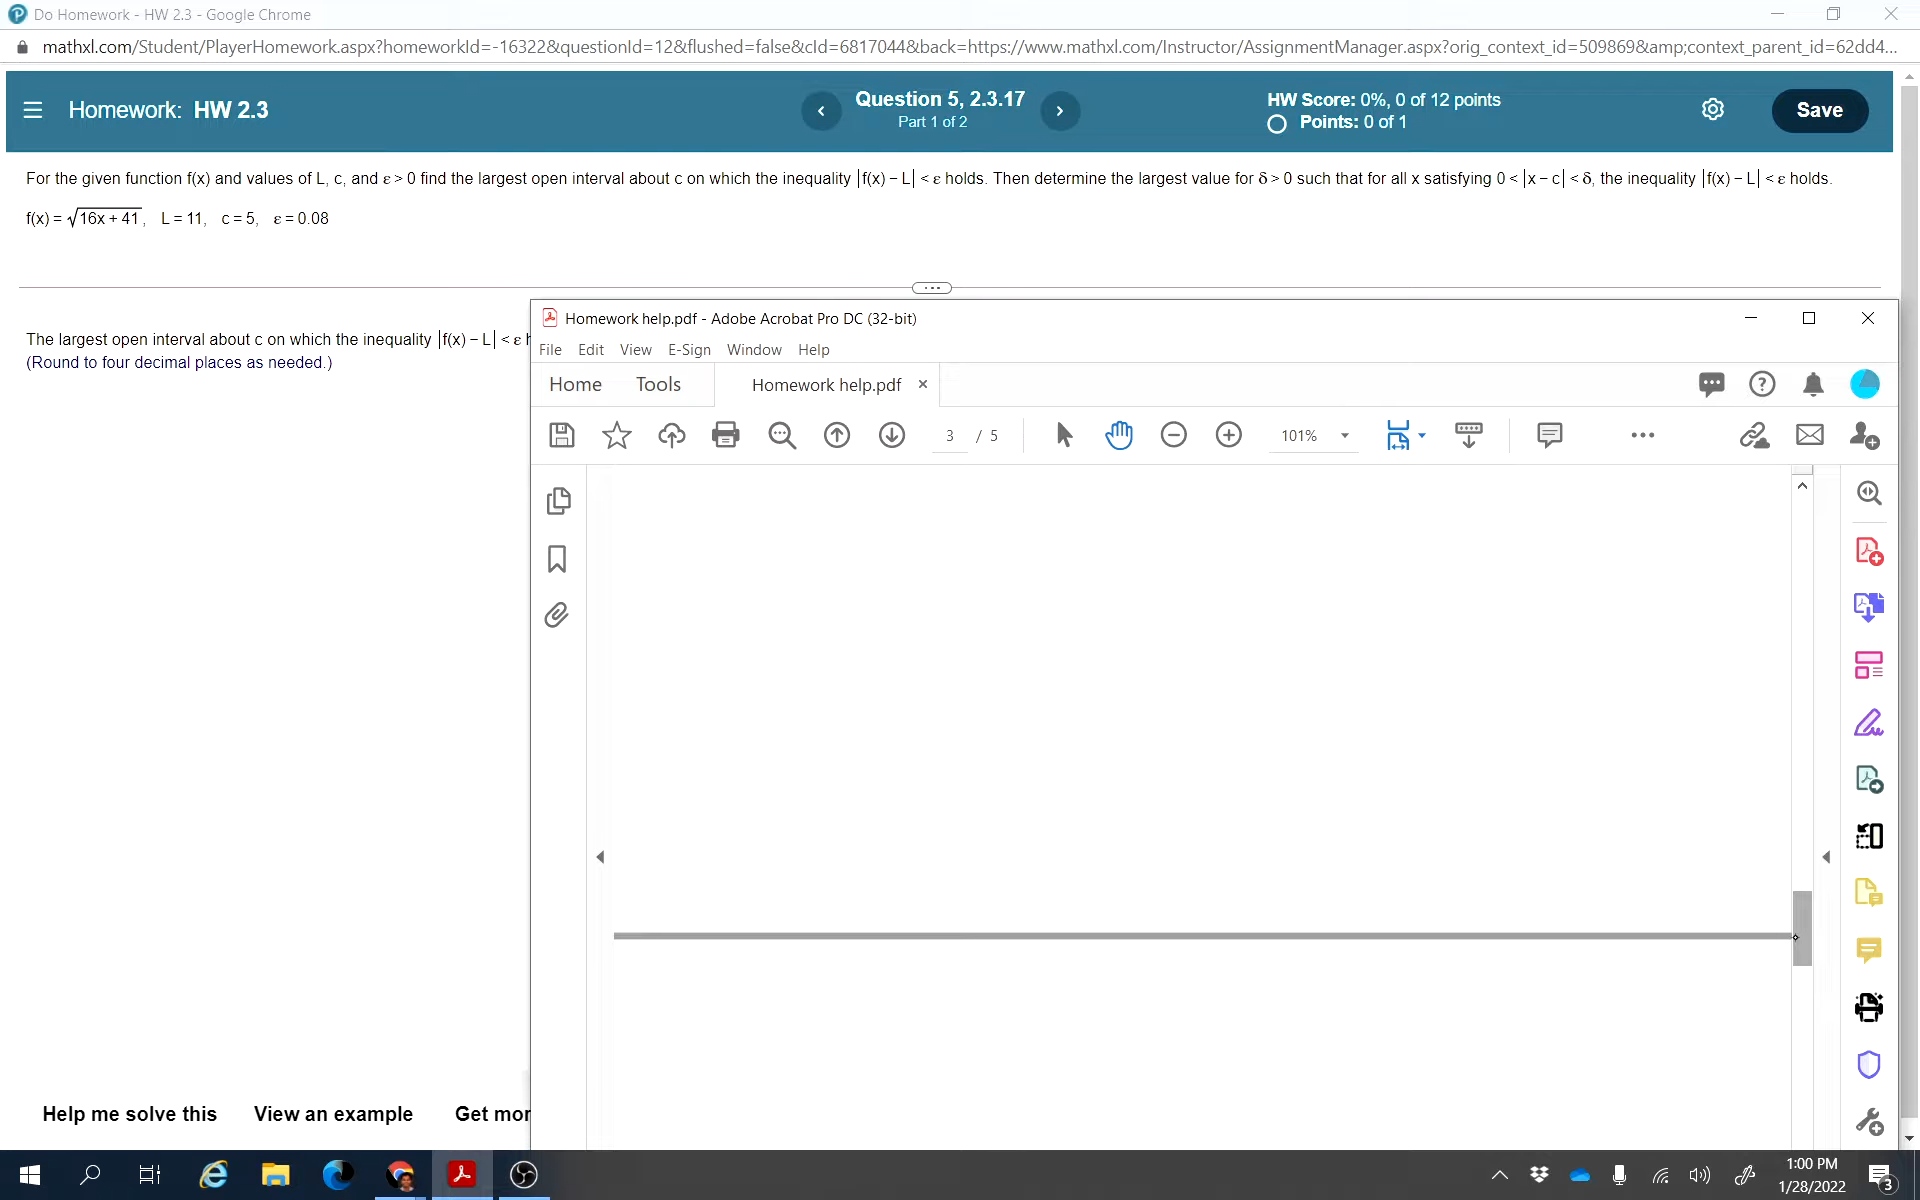 Do Homework - HW 2.3 - Google Chrome
mathxl.com/Student/PlayerHomework.aspx?homeworkId=-16322&questionId=12&flushed=false&cId=6817044&back=https://www.mathxl.com/Instructor/AssignmentManager.aspx?orig_context_id=509869&amp;context_parent_id=62dd4...
Homework: HW 2.3
Question 5, 2.3.17
Part 1 of 2
HW Score: 0%, 0 of 12 points
Points: 0 of 1
Save
For the given function f(x) and values of L, c, and ε > 0 find the largest open interval about c on which the inequality |f(x) − L| < ε holds. Then determine the largest value for δ > 0 such that for all x satisfying 0 < |x − c| < δ, the inequality |f(x) − L| < ε holds.
f(x) = √16x + 41, L = 11, c = 5, ε = 0.08
The largest open interval about c on which the inequality |f(x) − L| < ε h
(Round to four decimal places as needed.)
Homework help.pdf - Adobe Acrobat Pro DC (32-bit)
File Edit View E-Sign Window Help
Home Tools Homework help.pdf ×
3 / 5 101%
Help me solve this View an example Get mor
1:00 PM
1/28/2022
3